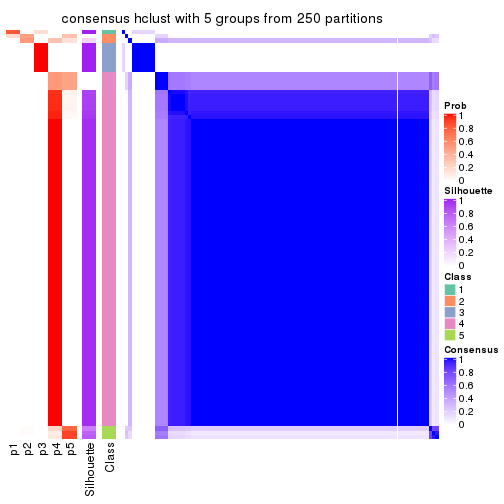 consensus hclust with 5 groups from 250 partitions
Prob
1
0.8
0.6
0.4
0.2
0
Silhouette
1
0.8
0.6
0.4
0.2
0
Class
1
2
3
4
5
Consensus
1
0.8
0.6
0.4
0.2
0
p1
p2
p3
p4
p5
Silhouette
Class